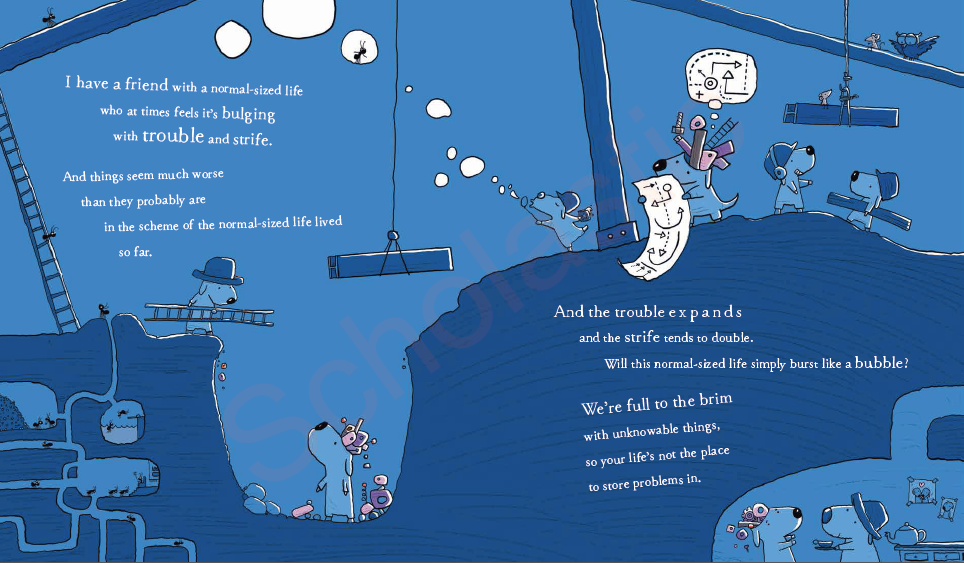 I have a friend with a normal-sized life
who at times feels it's bulging
with trouble and strife.
And things seem much worse
than they probably are
in the scheme of the normal-sized life lived
so far.
And the trouble expands
and the strife tends to double.
Will this normal-sized life simply burst like a bubble?
We're full to the brim
with unknowable things,
so your life's not the place
to store problems in.
Scholastic